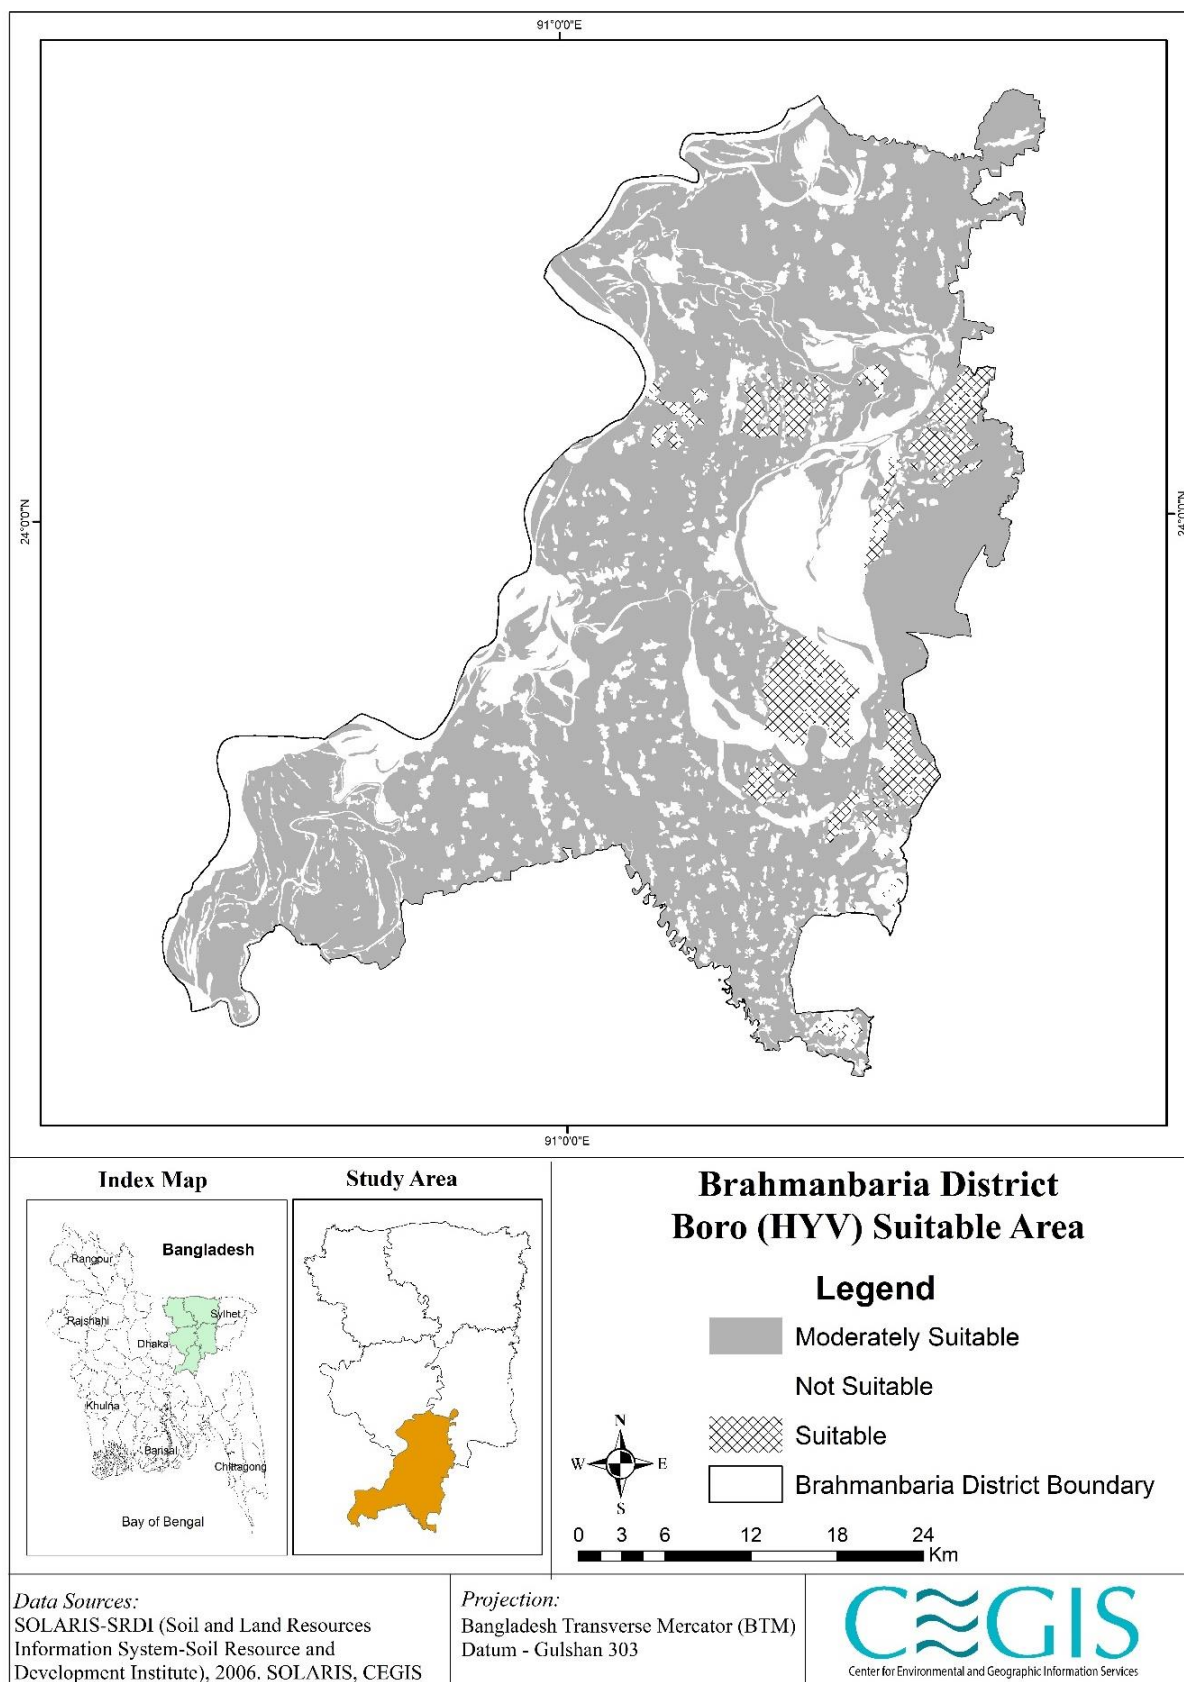 91°0'0"E
24°0'0"N
24°0'0"N
91°0'0"E
Index Map
Bangladesh
Rangpur
Rajshahi
Sylhet
Dhaka
Khulna
Barisal
Chittagong
Bay of Bengal
Study Area
Brahmanbaria District
Boro (HYV) Suitable Area
Legend
Moderately Suitable
Not Suitable
Suitable
Brahmanbaria District Boundary
N
W
E
S
0 3 6 12 18 24
Km
Data Sources:
SOLARIS-SRDI (Soil and Land Resources
Information System-Soil Resource and
Development Institute), 2006. SOLARIS, CEGIS
Projection:
Bangladesh Transverse Mercator (BTM)
Datum - Gulshan 303
CEGIS
Center for Environmental and Geographic Information Services